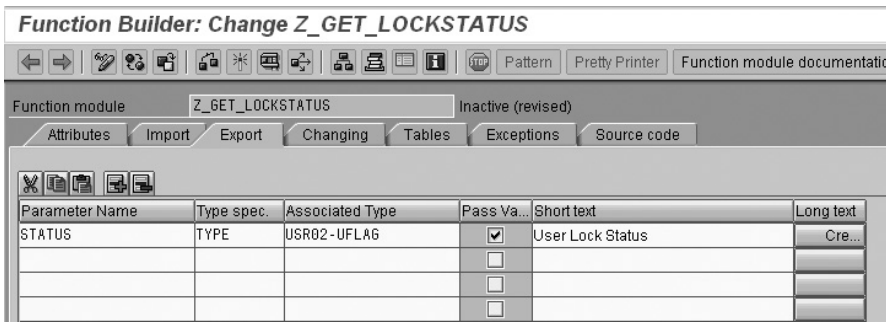 Function Builder: Change Z_GET_LOCKSTATUS
STOP Pattern Pretty Printer Function module documentatio
Function module Z_GET_LOCKSTATUS Inactive (revised)
Attributes Import Export Changing Tables Exceptions Source code
Parameter Name Type spec. Associated Type Pass Va... Short text Long text
STATUS TYPE USR02-UFLAG User Lock Status Cre...